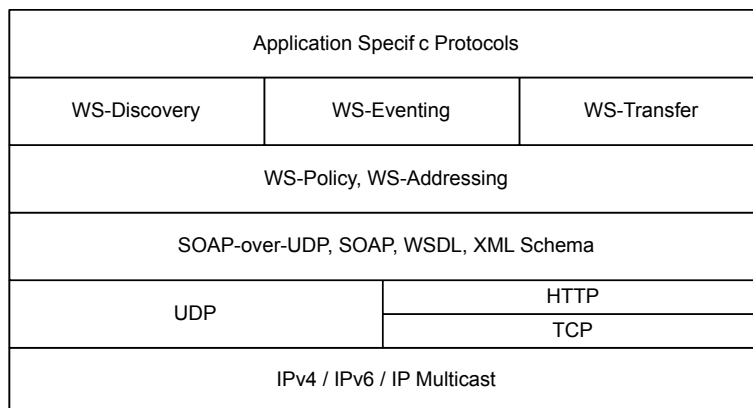 Application Specif c Protocols
WS-Discovery
WS-Eventing
WS-Transfer
WS-Policy, WS-Addressing
SOAP-over-UDP, SOAP, WSDL, XML Schema
UDP
HTTP
TCP
IPv4 / IPv6 / IP Multicast